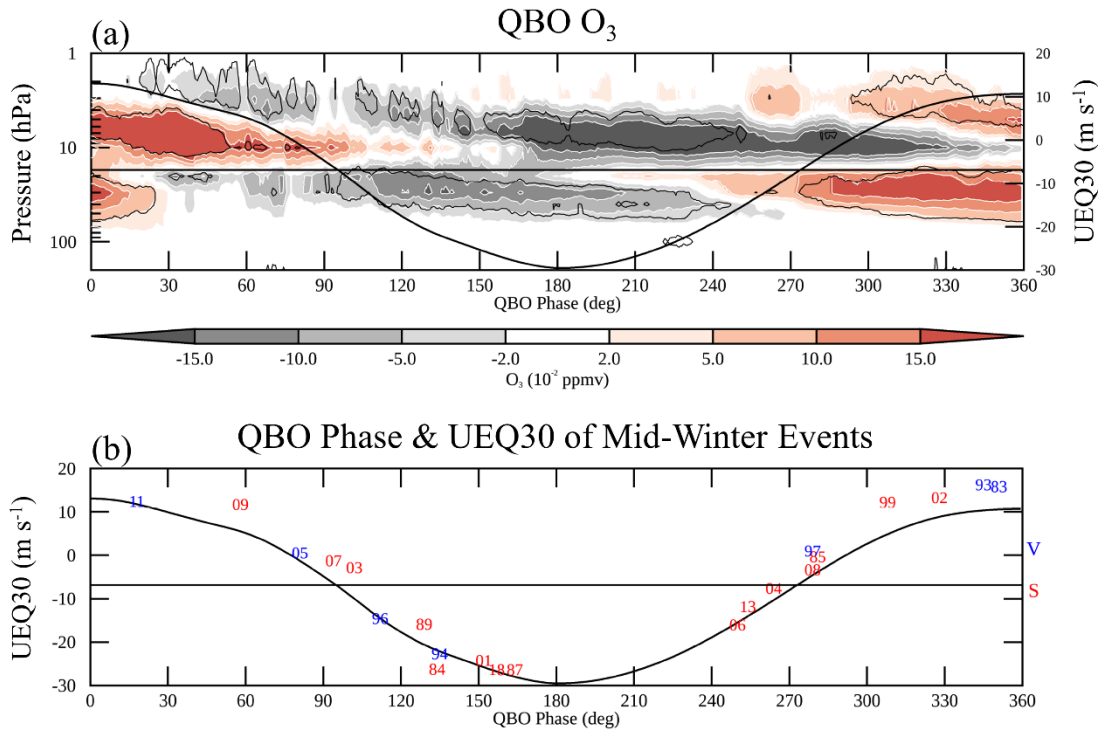 (a) QBO O₃
1 10 100
Pressure (hPa)
20 10 0 -10 -20 -30
UEQ30 (m s⁻¹)
0 30 60 90 120 150 180 210 240 270 300 330 360
QBO Phase (deg)
-15.0 -10.0 -5.0 -2.0 2.0 5.0 10.0 15.0
O₃ (10⁻² ppmv)
(b) QBO Phase & UEQ30 of Mid-Winter Events
20 10 0 -10 -20 -30
UEQ30 (m s⁻¹)
11 09 05 07 03 96 89 94 84 01 18 87 06 13 04 08 85 97 99 02 93 83
V
S
0 30 60 90 120 150 180 210 240 270 300 330 360
QBO Phase (deg)